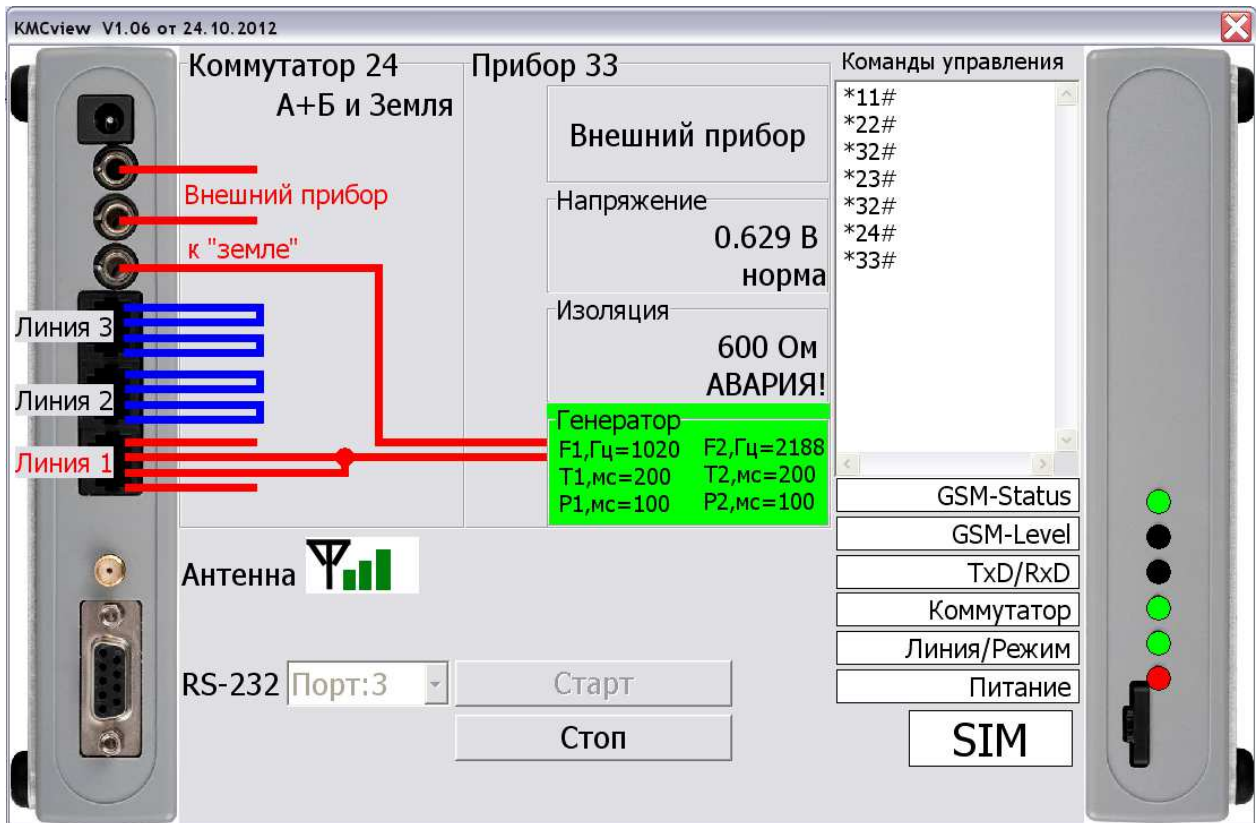 KMCview V1.06 от 24.10.2012
Коммутатор 24
А+Б и Земля
Внешний прибор
к "земле"
Линия 3
Линия 2
Линия 1
Прибор 33
Внешний прибор
Напряжение
0.629 В
норма
Изоляция
600 Ом
АВАРИЯ!
Генератор
F1,Гц=1020 F2,Гц=2188
T1,мс=200 T2,мс=200
P1,мс=100 P2,мс=100
Команды управления
*11#
*22#
*32#
*23#
*32#
*24#
*33#
GSM-Status
GSM-Level
TxD/RxD
Коммутатор
Линия/Режим
Питание
SIM
Антенна
RS-232 Порт:3 Старт
Стоп